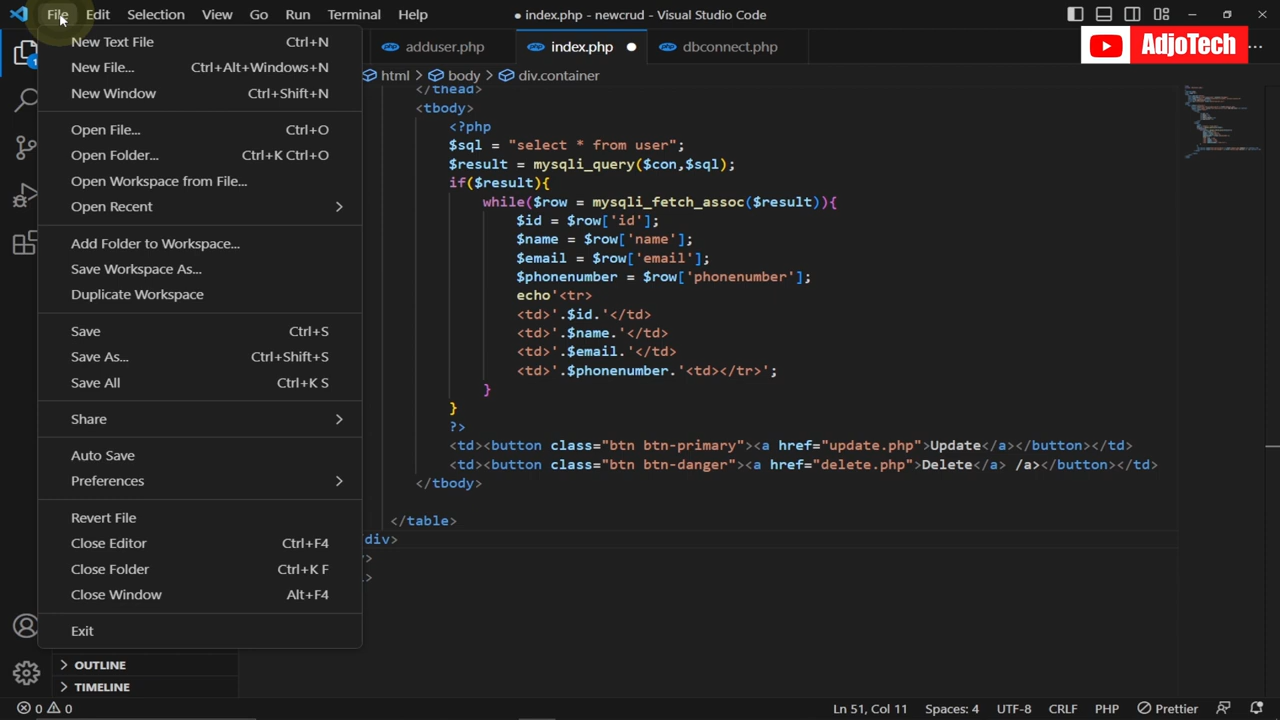 File Edit Selection View Go Run Terminal Help ● index.php - newcrud - Visual Studio Code
AdjoTech
adduser.php index.php ● dbconnect.php
html > body > div.container
New Text File Ctrl+N
New File... Ctrl+Alt+Windows+N
New Window Ctrl+Shift+N
Open File... Ctrl+O
Open Folder... Ctrl+K Ctrl+O
Open Workspace from File...
Open Recent >
Add Folder to Workspace...
Save Workspace As...
Duplicate Workspace
Save Ctrl+S
Save As... Ctrl+Shift+S
Save All Ctrl+K S
Share >
Auto Save
Preferences >
Revert File
Close Editor Ctrl+F4
Close Folder Ctrl+K F
Close Window Alt+F4
Exit
> OUTLINE
> TIMELINE
</thead>
<tbody>
<?php
$sql = "select * from user";
$result = mysqli_query($con,$sql);
if($result){
while($row = mysqli_fetch_assoc($result)){
$id = $row['id'];
$name = $row['name'];
$email = $row['email'];
$phonenumber = $row['phonenumber'];
echo'<tr>
<td>'.$id.'</td>
<td>'.$name.'</td>
<td>'.$email.'</td>
<td>'.$phonenumber.'<td></tr>';
}
}
?>
<td><button class="btn btn-primary"><a href="update.php">Update</a></button></td>
<td><button class="btn btn-danger"><a href="delete.php">Delete</a> /a></button></td>
</tbody>
</table>
div>
>
>
0 0 Ln 51, Col 11 Spaces: 4 UTF-8 CRLF PHP Prettier